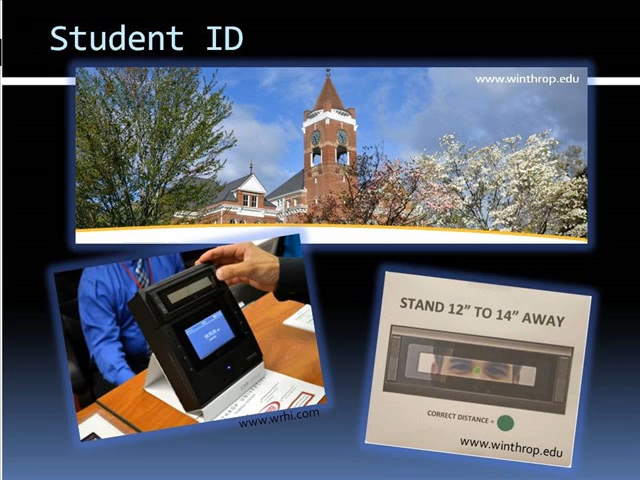 Student ID
www.winthrop.edu
www.wrhi.com
STAND 12" TO 14" AWAY
CORRECT DISTANCE =
www.winthrop.edu